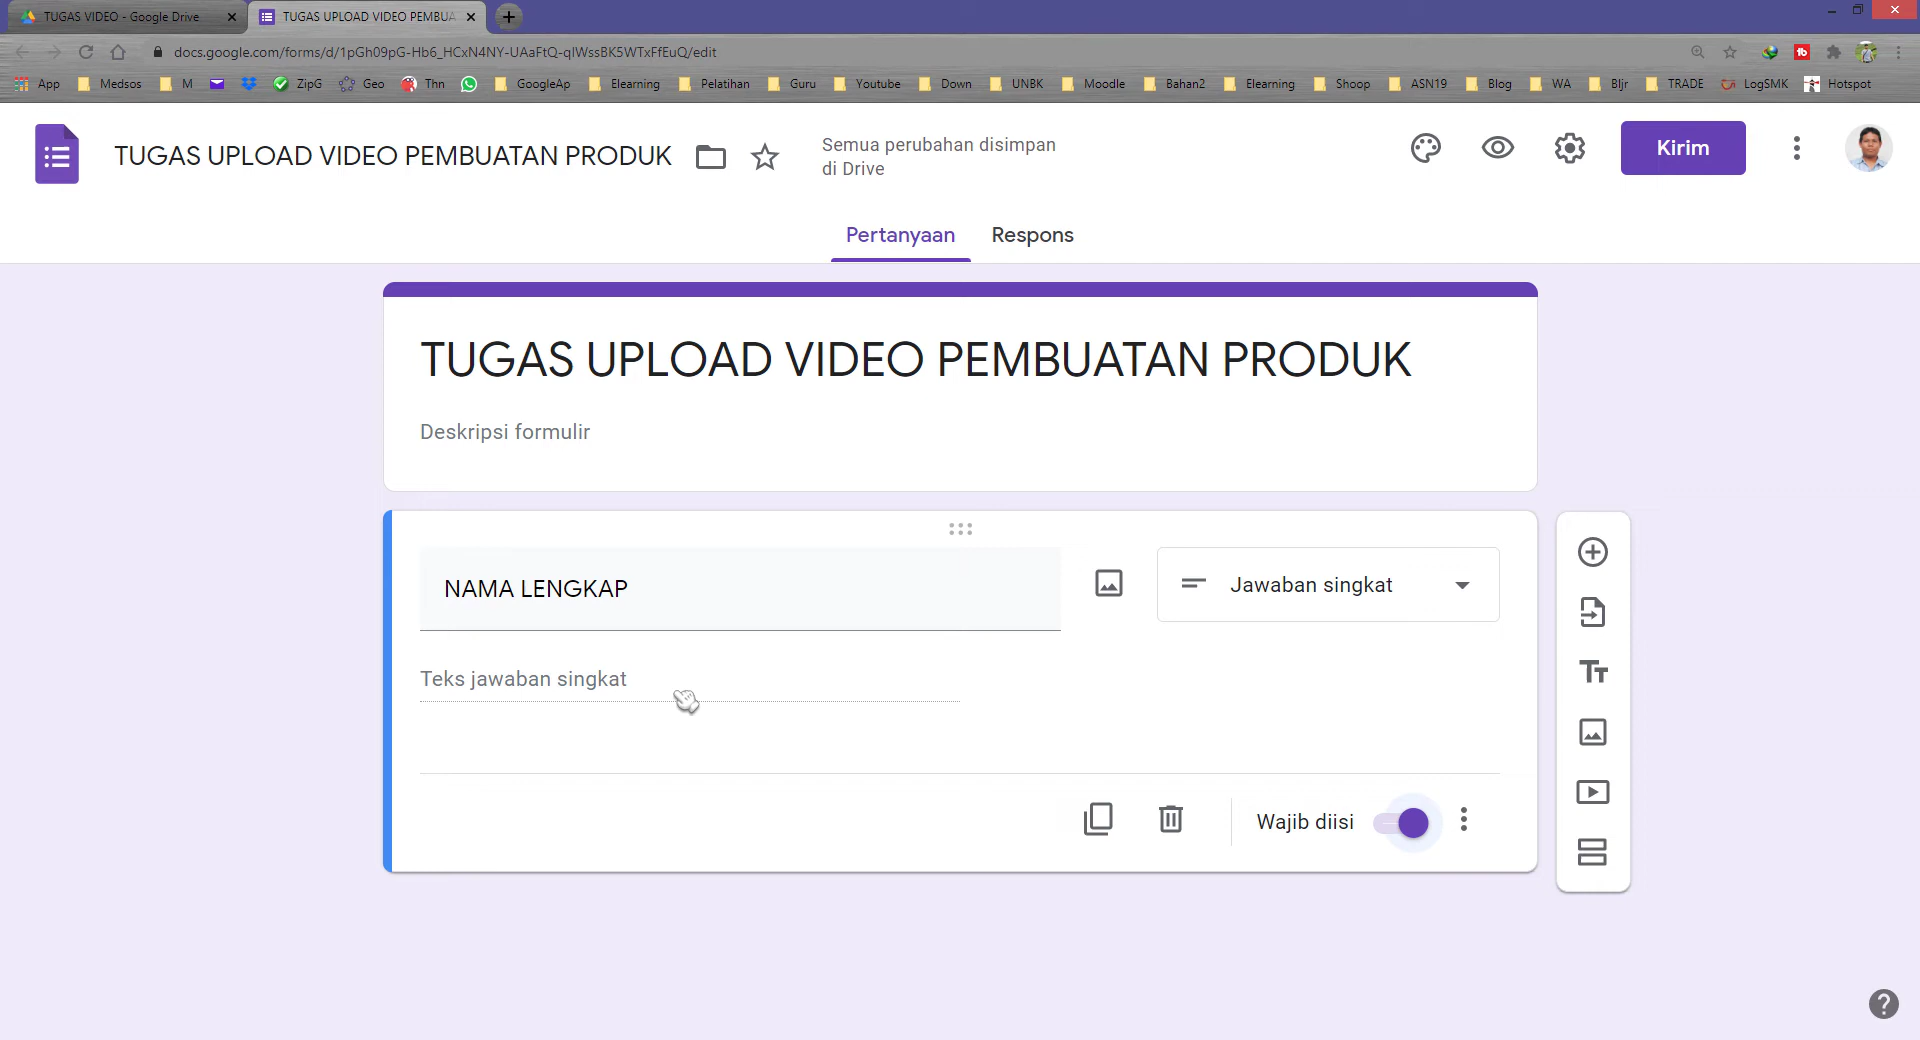 TUGAS VIDEO - Google Drive
TUGAS UPLOAD VIDEO PEMBUA
docs.google.com/forms/d/1pGh09pG-Hb6_HCxN4NY-UAaFtQ-qlWssBK5WTxFfEuQ/edit
App Medsos M ZipG Geo Thn GoogleAp Elearning Pelatihan Guru Youtube Down UNBK Moodle Bahan2 Elearning Shoop ASN19 Blog WA Bljr TRADE LogSMK Hotspot
TUGAS UPLOAD VIDEO PEMBUATAN PRODUK
Semua perubahan disimpan
di Drive
Kirim
Pertanyaan Respons
TUGAS UPLOAD VIDEO PEMBUATAN PRODUK
Deskripsi formulir
NAMA LENGKAP
Jawaban singkat
Teks jawaban singkat
Wajib diisi